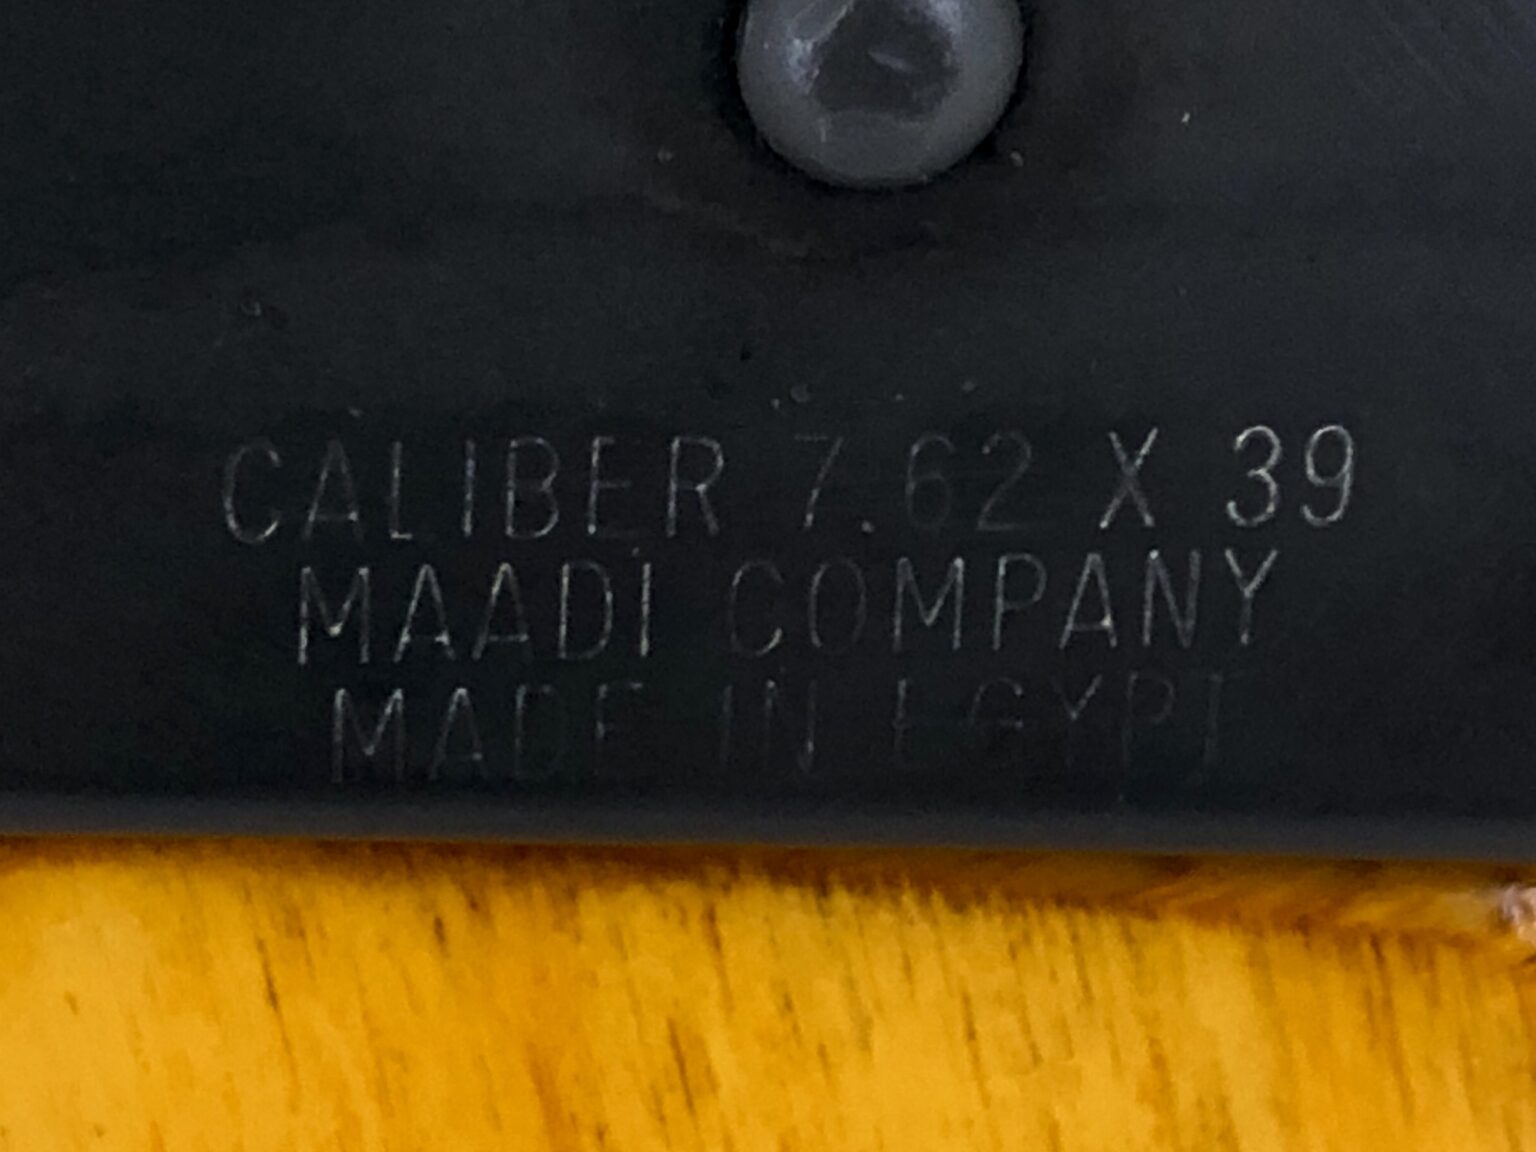 CALIBER 7.62 X 39
MAADI COMPANY
MADE IN EGYPT